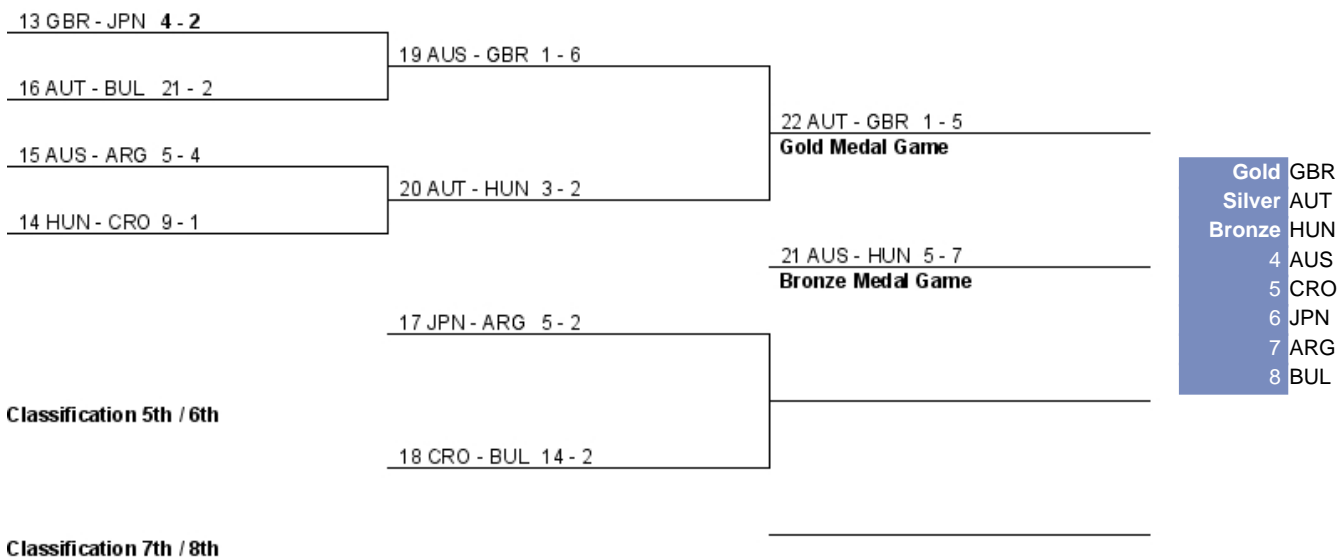 13 GBR - JPN 4 - 2
16 AUT - BUL 21 - 2
15 AUS - ARG 5 - 4
14 HUN - CRO 9 - 1
19 AUS - GBR 1 - 6
20 AUT - HUN 3 - 2
22 AUT - GBR 1 - 5
Gold Medal Game
21 AUS - HUN 5 - 7
Bronze Medal Game
17 JPN - ARG 5 - 2
18 CRO - BUL 14 - 2
Classification 5th / 6th
Classification 7th / 8th
Gold GBR
Silver AUT
Bronze HUN
4 AUS
5 CRO
6 JPN
7 ARG
8 BUL